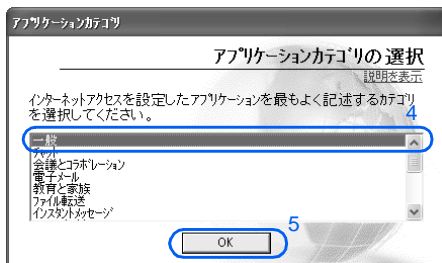 アプリケーションカテゴリ
アプリケーションカテゴリの選択
説明を表示
インターネットアクセスを設定したアプリケーションを最もよく記述するカテゴリ
を選択してください。
4
一般
チャット
会議とコラボレーション
電子メール
教育と家族
ファイル転送
インスタントメッセージ
5
OK